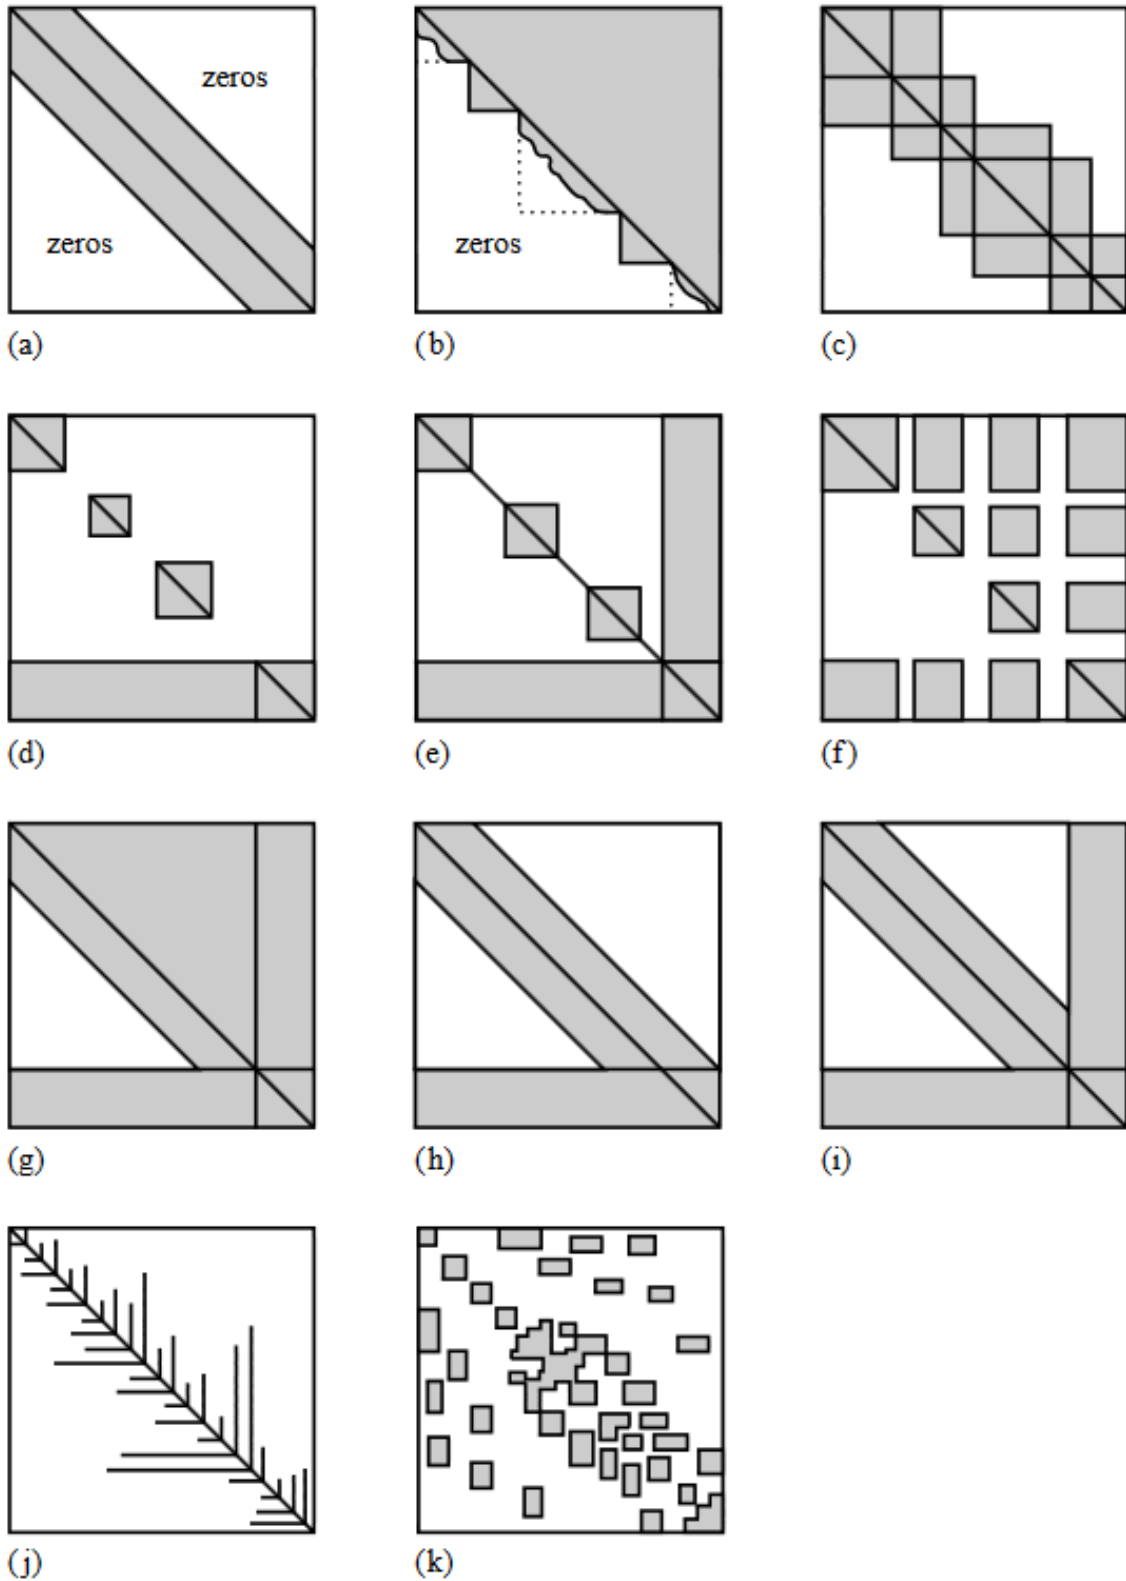 zeros
zeros
zeros
(a) (b) (c)
(d) (e) (f)
(g) (h) (i)
(j) (k)